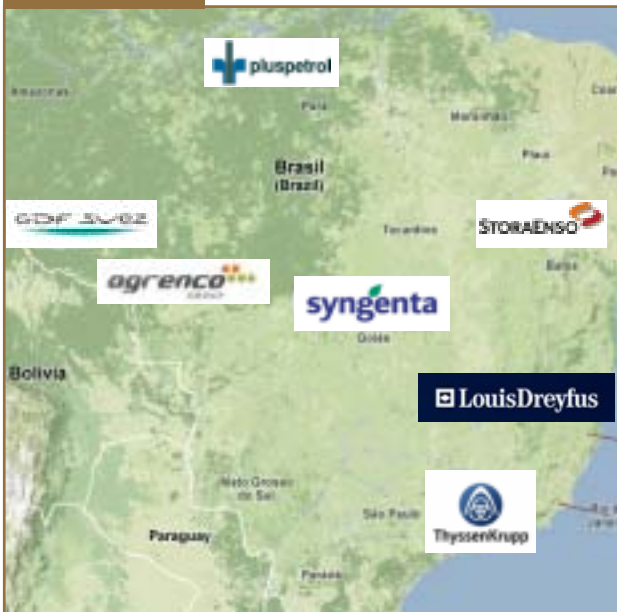 pluspetrol
Amazonas
Pará
Maranhão
Piauí
Brasil
(Brazil)
GDF SUEZ
STORAENSO
Tocantins
Bahia
agrenco
GROUP
syngenta
Goiás
Bolivia
LouisDreyfus
Mato Grosso
do Sul
São Paulo
ThyssenKrupp
Paraguay
Paraná